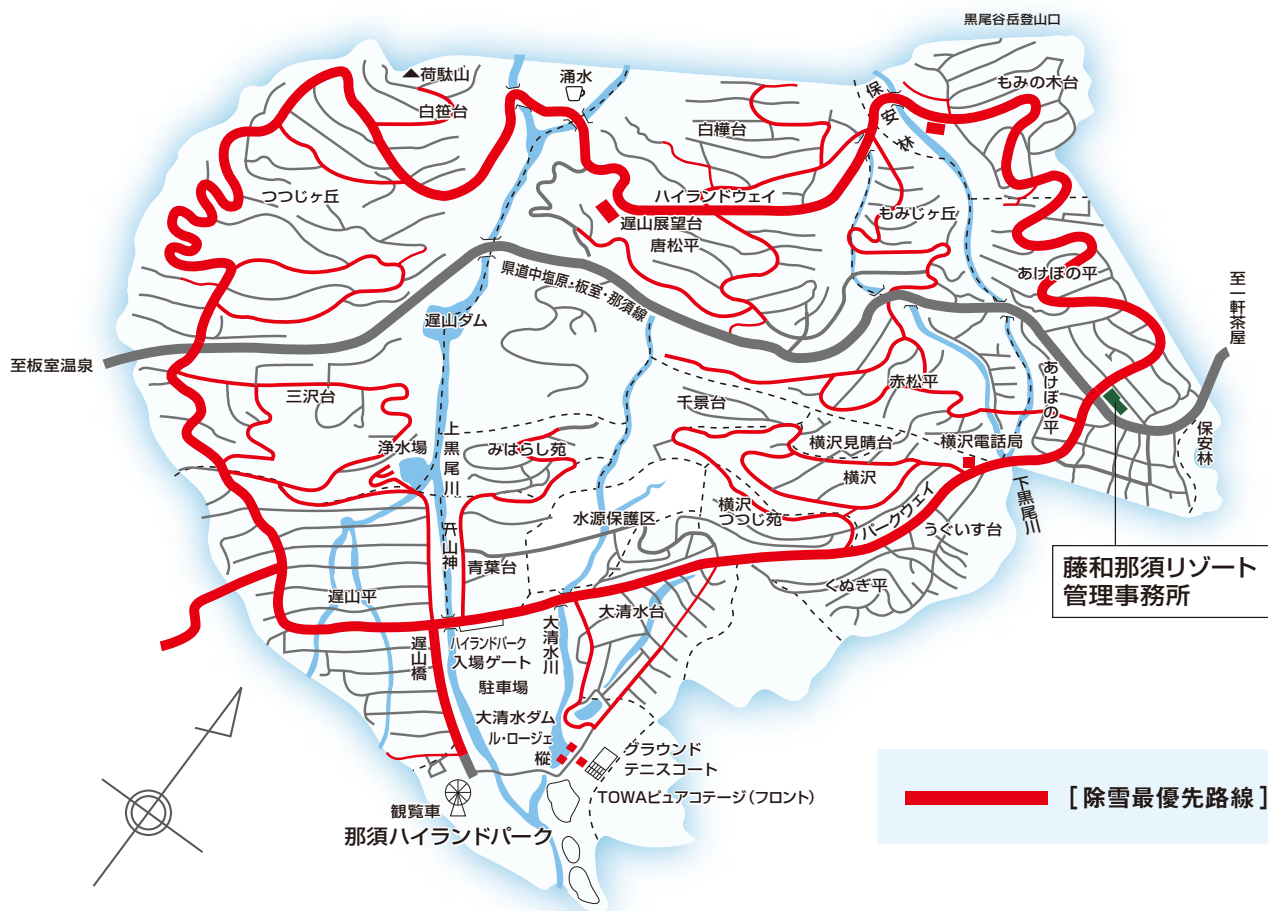 黒尾谷岳登山口
荷駄山
白笹台
涌水
保安林
もみの木台
白樺台
つつじヶ丘
ハイランドウェイ
遅山展望台
唐松平
もみじヶ丘
あけぼの平
至一軒茶屋
県道中塩原・板室・那須線
遅山ダム
至板室温泉
三沢台
赤松平
あけぼの平
千景台
保安林
上黒尾川
浄水場
みはらし苑
横沢見晴台
横沢電話局
横沢
下黒尾川
水源保護区
横沢
つつじ苑
パークウェイ
うぐいす台
山神
青葉台
藤和那須リゾート
管理事務所
遅山平
くぬぎ平
大清水台
遅山橋
ハイランドパーク
入場ゲート
大清水川
駐車場
大清水ダム
ル・ロージェ
樅
グラウンド
テニスコート
TOWAピュアコテージ(フロント)
観覧車
那須ハイランドパーク
[除雪最優先路線]